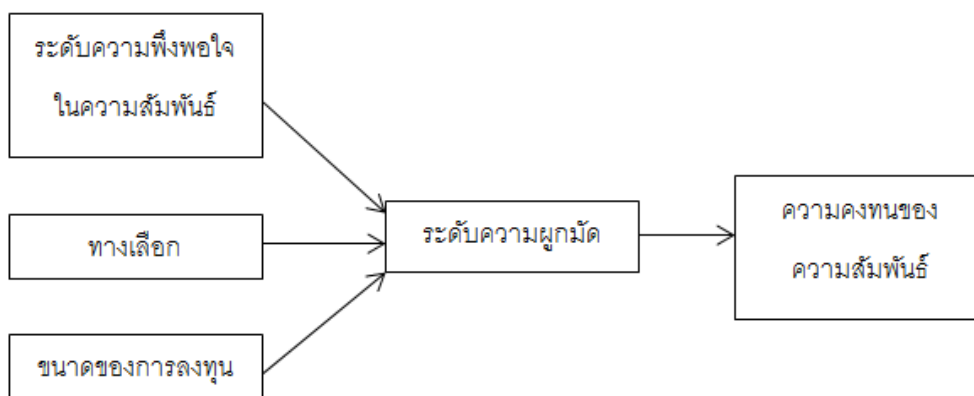 ระดับความพึงพอใจ
ในความสัมพันธ์
ทางเลือก
ขนาดของการลงทุน
ระดับความผูกมัด
ความคงทนของ
ความสัมพันธ์